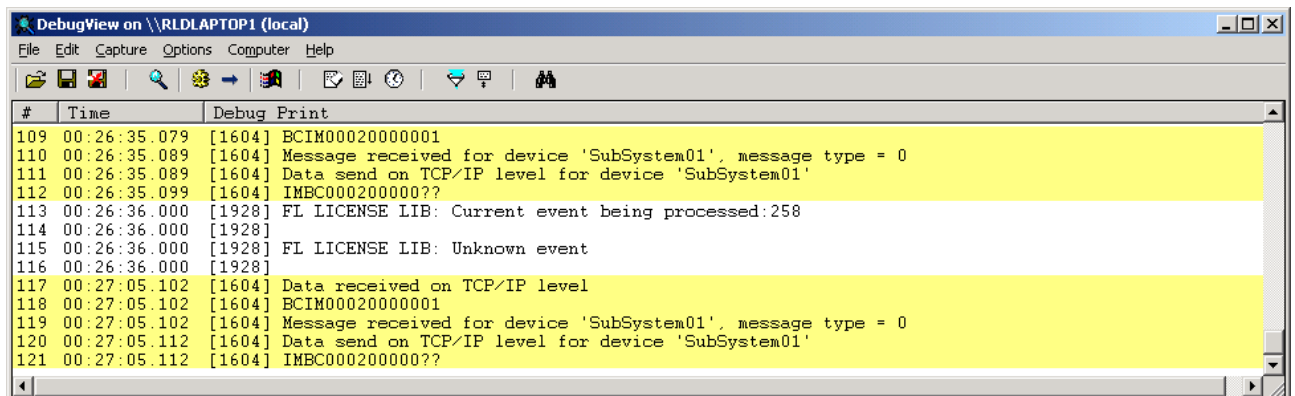 DebugView on \\RLDLAPTOP1 (local)
File Edit Capture Options Computer Help
# Time Debug Print
109 00:26:35.079 [1604] BCIM00020000001
110 00:26:35.089 [1604] Message received for device 'SubSystem01', message type = 0
111 00:26:35.089 [1604] Data send on TCP/IP level for device 'SubSystem01'
112 00:26:35.099 [1604] IMBC000200000??
113 00:26:36.000 [1928] FL LICENSE LIB: Current event being processed:258
114 00:26:36.000 [1928]
115 00:26:36.000 [1928] FL LICENSE LIB: Unknown event
116 00:26:36.000 [1928]
117 00:27:05.102 [1604] Data received on TCP/IP level
118 00:27:05.102 [1604] BCIM00020000001
119 00:27:05.102 [1604] Message received for device 'SubSystem01', message type = 0
120 00:27:05.112 [1604] Data send on TCP/IP level for device 'SubSystem01'
121 00:27:05.112 [1604] IMBC000200000??